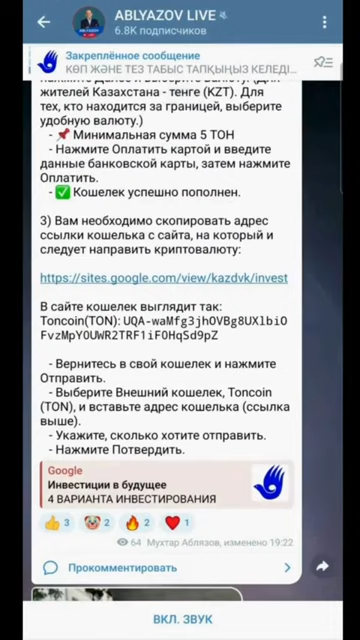 ABLYAZOV LIVE
6.8K подписчиков
Закреплённое сообщение
КӨП ЖӘНЕ ТЕЗ ТАБЫС ТАПҚЫҢЫЗ КЕЛЕДІ...
жителей Казахстана - тенге (KZT). Для
тех, кто находится за границей, выберите
удобную валюту.)
- 📌 Минимальная сумма 5 ТОН
- Нажмите Оплатить картой и введите
данные банковской карты, затем нажмите
Оплатить.
- ✅ Кошелек успешно пополнен.
3) Вам необходимо скопировать адрес
ссылки кошелька с сайта, на который и
следует направить криптовалюту:
https://sites.google.com/view/kazdvk/invest
В сайте кошелек выглядит так:
Toncoin(TON): UQA-waMfg3jhOVBg8UXlbiO
FvzMpY0UWR2TRF1iF0HqSd9pZ
- Вернитесь в свой кошелек и нажмите
Отправить.
- Выберите Внешний кошелек, Toncoin
(TON), и вставьте адрес кошелька (ссылка
выше).
- Укажите, сколько хотите отправить.
- Нажмите Потвердить.
Google
Инвестиции в будущее
4 ВАРИАНТА ИНВЕСТИРОВАНИЯ
👍 3 🤡 2 🔥 2 ❤ 1
64 Мухтар Аблязов, изменено 19:22
Прокомментировать
ВКЛ. ЗВУК